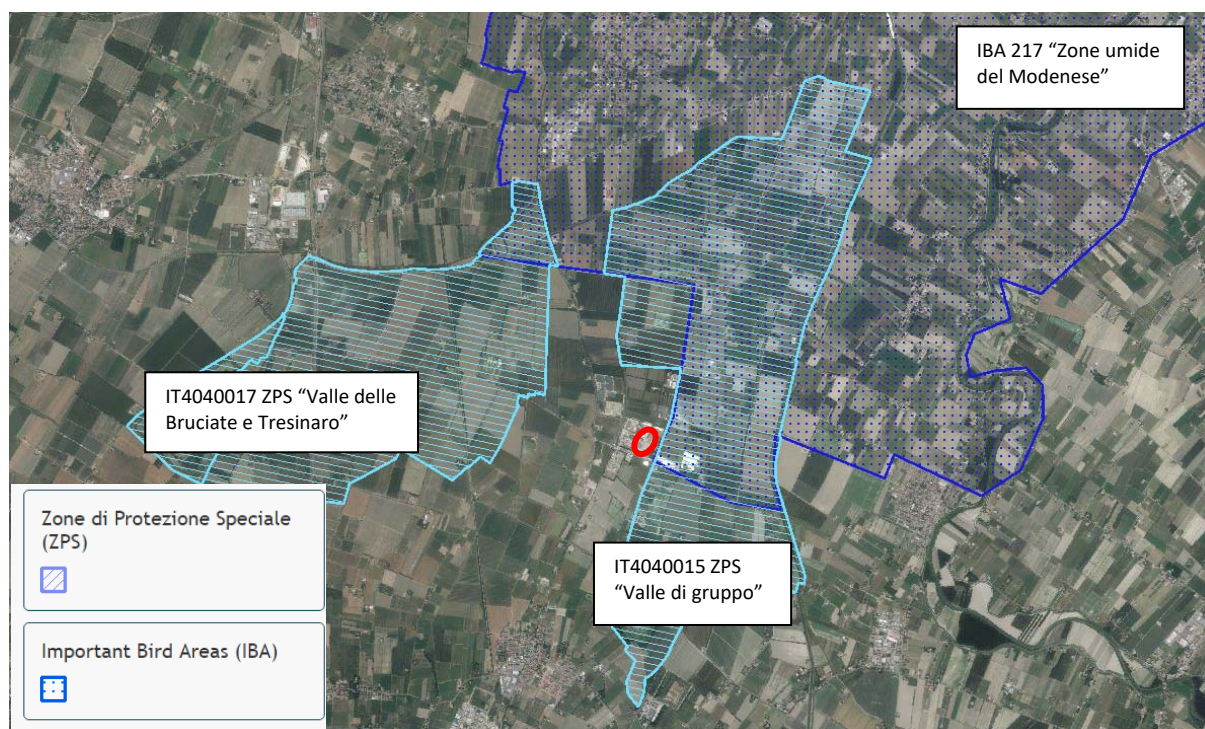 IBA 217 “Zone umide
del Modenese”
IT4040017 ZPS “Valle delle
Bruciate e Tresinaro”
IT4040015 ZPS
“Valle di gruppo”
Zone di Protezione Speciale
(ZPS)
Important Bird Areas (IBA)